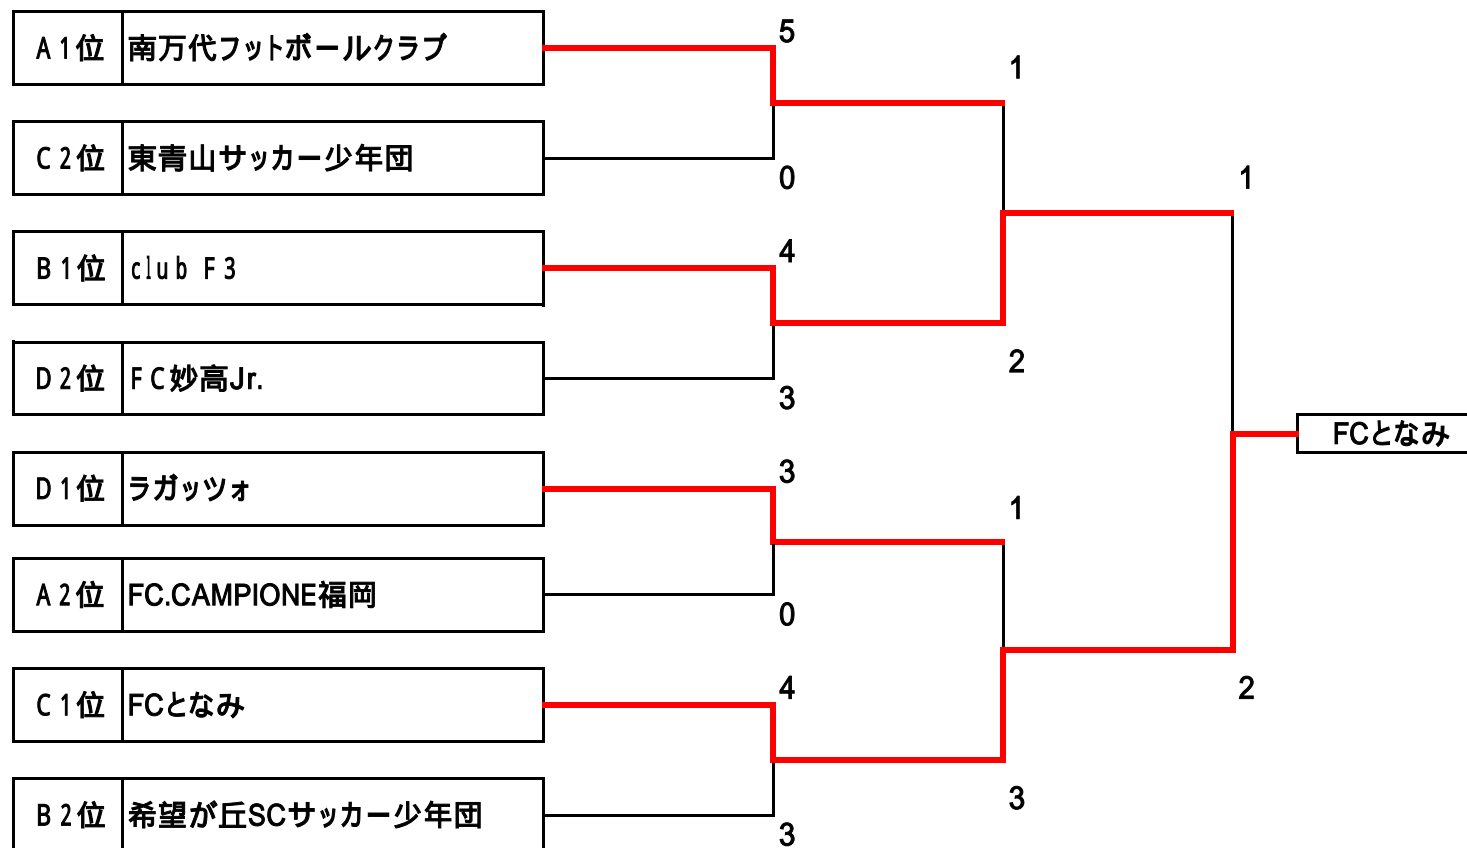 A1位 南万代フットボールクラブ
5
1
C2位 東青山サッカー少年団
0
1
B1位 club F3
4
2
D2位 FC妙高Jr.
3
FCとなみ
D1位 ラガッツォ
3
1
A2位 FC.CAMPIONE福岡
0
2
C1位 FCとなみ
4
3
B2位 希望が丘SCサッカー少年団
3